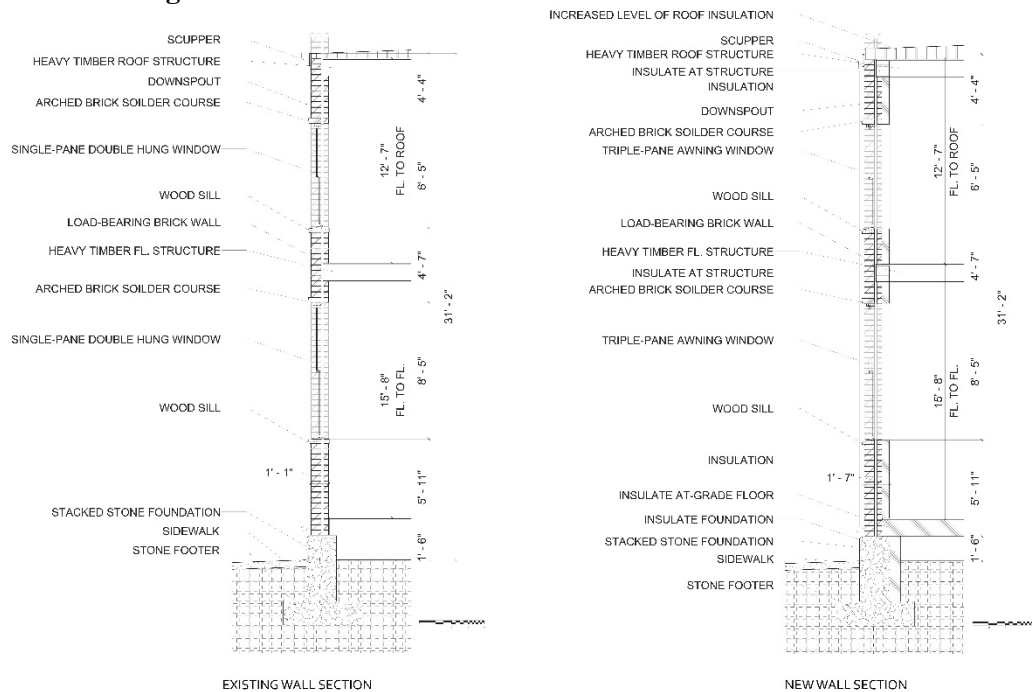 SCUPPER
HEAVY TIMBER ROOF STRUCTURE
DOWNSPOUT
ARCHED BRICK SOILDER COURSE
SINGLE-PANE DOUBLE HUNG WINDOW
WOOD SILL
LOAD-BEARING BRICK WALL
HEAVY TIMBER FL. STRUCTURE
ARCHED BRICK SOILDER COURSE
SINGLE-PANE DOUBLE HUNG WINDOW
WOOD SILL
1' - 1"
STACKED STONE FOUNDATION
SIDEWALK
STONE FOOTER
4' - 4"
12' - 7"
FL. TO ROOF
6' - 5"
4' - 7"
31' - 2"
15' - 8"
FL. TO FL.
8' - 5"
5' - 11"
1' - 6"
EXISTING WALL SECTION
INCREASED LEVEL OF ROOF INSULATION
SCUPPER
HEAVY TIMBER ROOF STRUCTURE
INSULATE AT STRUCTURE
INSULATION
DOWNSPOUT
ARCHED BRICK SOILDER COURSE
TRIPLE-PANE AWNING WINDOW
WOOD SILL
LOAD-BEARING BRICK WALL
HEAVY TIMBER FL. STRUCTURE
INSULATE AT STRUCTURE
ARCHED BRICK SOILDER COURSE
TRIPLE-PANE AWNING WINDOW
WOOD SILL
INSULATION
1' - 7"
INSULATE AT-GRADE FLOOR
INSULATE FOUNDATION
STACKED STONE FOUNDATION
SIDEWALK
STONE FOOTER
4' - 4"
12' - 7"
FL. TO ROOF
6' - 5"
4' - 7"
31' - 2"
15' - 8"
FL. TO FL.
8' - 5"
5' - 11"
1' - 6"
NEW WALL SECTION